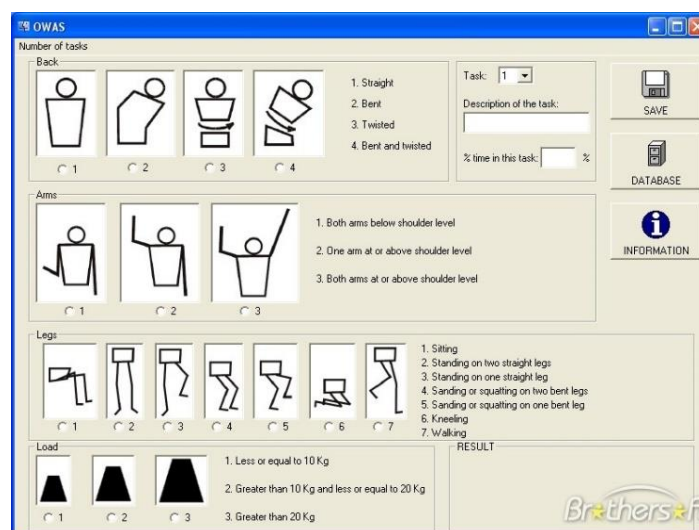 OWAS
Number of tasks
Back
1. Straight
2. Bent
3. Twisted
4. Bent and twisted
1 2 3 4
Task: 1
Description of the task:
% time in this task: %
SAVE
DATABASE
INFORMATION
Arms
1. Both arms below shoulder level
2. One arm at or above shoulder level
3. Both arms at or above shoulder level
1 2 3
Legs
1. Sitting
2. Standing on two straight legs
3. Standing on one straight leg
4. Sanding or squatting on two bent legs
5. Sanding or squatting on one bent leg
6. Kneeling
7. Walking
1 2 3 4 5 6 7
Load
1. Less or equal to 10 Kg
2. Greater than 10 Kg and less or equal to 20 Kg
3. Greater than 20 Kg
1 2 3
RESULT